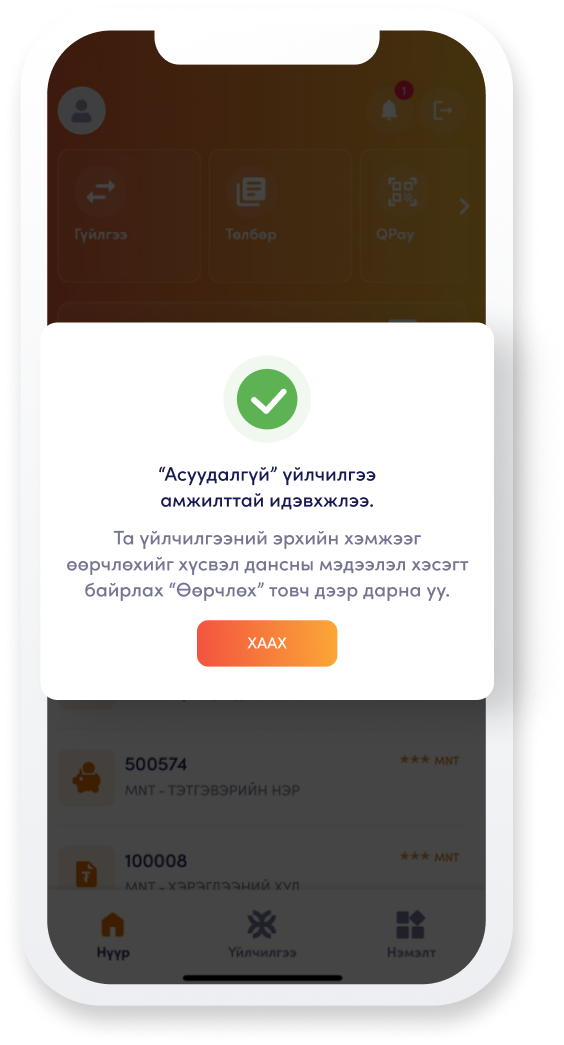 1
Гүйлгээ
Төлбөр
QPay
“Асуудалгүй” үйлчилгээ
амжилттай идэвхжлээ.
Та үйлчилгээний эрхийн хэмжээг
өөрчлөхийг хүсвэл дансны мэдээлэл хэсэгт
байрлах “Өөрчлөх” товч дээр дарна уу.
ХААХ
500574
*** MNT
MNT - ТЭТГЭВЭРИЙН НЭР
100008
*** MNT
MNT - ХЭРЭГЛЭЭНИЙ ХУЛ
Нүүр
Үйлчилгээ
Нэмэлт